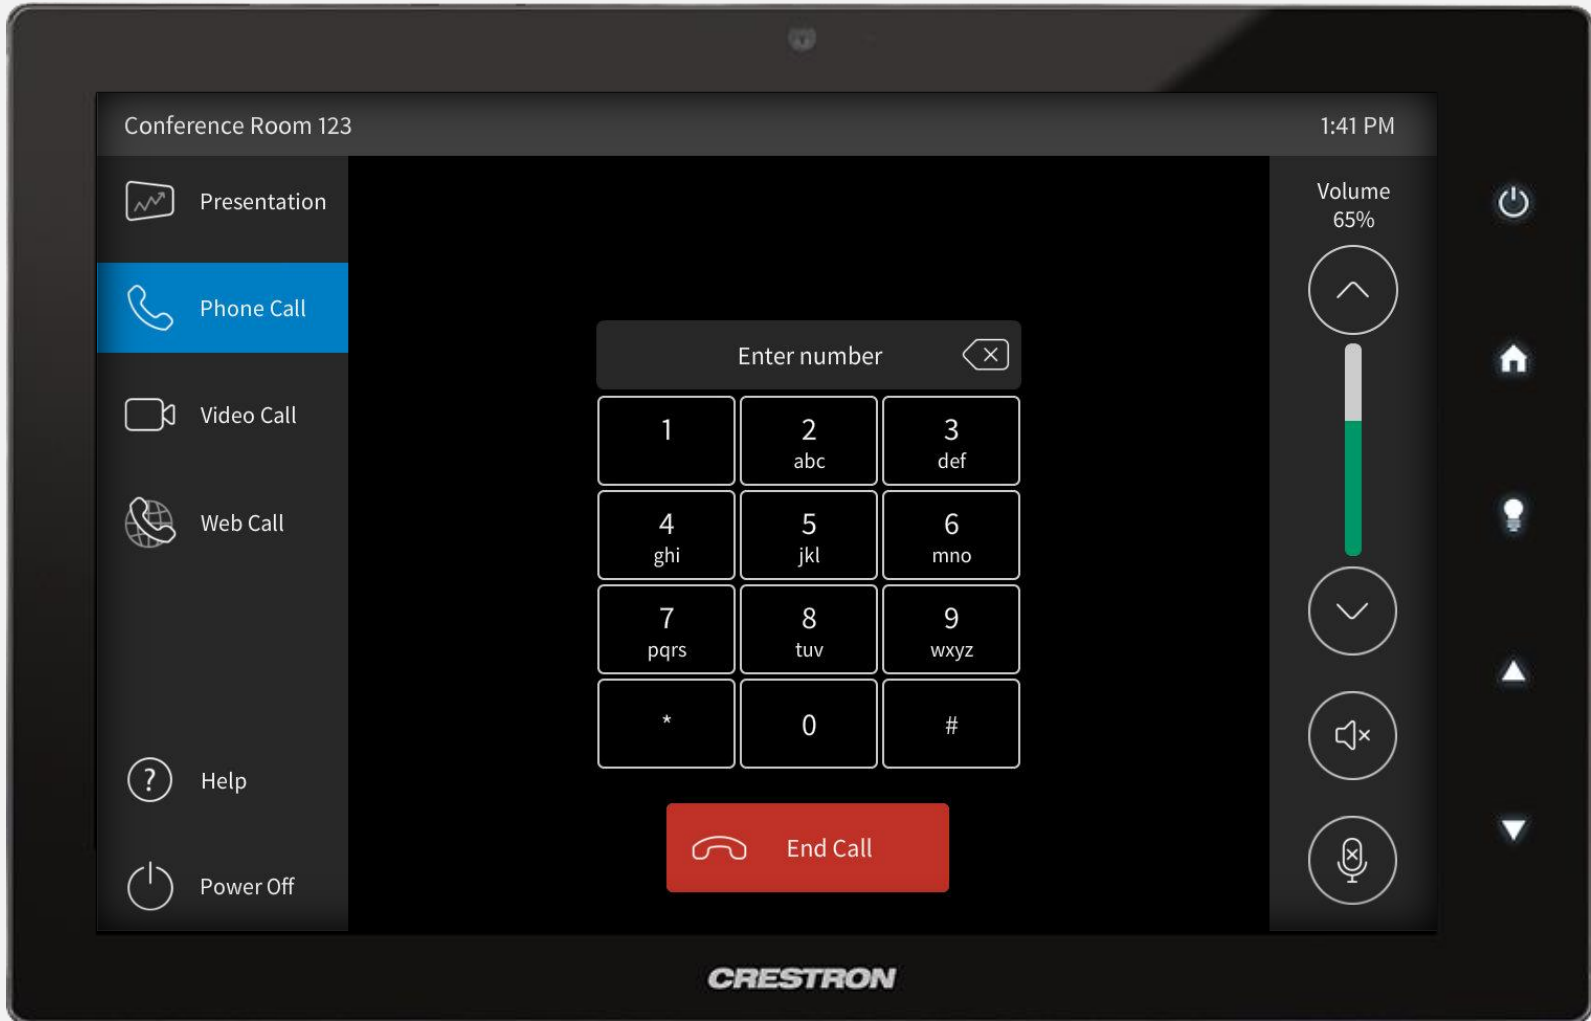 Conference Room 123
1:41 PM
Presentation
Phone Call
Video Call
Web Call
Help
Power Off
Enter number
1
2
abc
3
def
4
ghi
5
jkl
6
mno
7
pqrs
8
tuv
9
wxyz
*
0
#
End Call
Volume
65%
CRESTRON